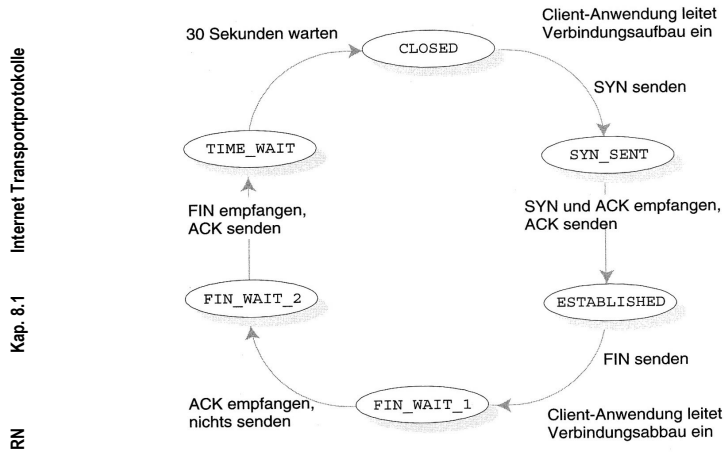 RN Kap. 8.1 Internet Transportprotokolle
Client-Anwendung leitet
Verbindungsaufbau ein
30 Sekunden warten
CLOSED
SYN senden
TIME_WAIT
SYN_SENT
FIN empfangen,
ACK senden
SYN und ACK empfangen,
ACK senden
FIN_WAIT_2
ESTABLISHED
FIN senden
ACK empfangen,
nichts senden
FIN_WAIT_1
Client-Anwendung leitet
Verbindungsabbau ein